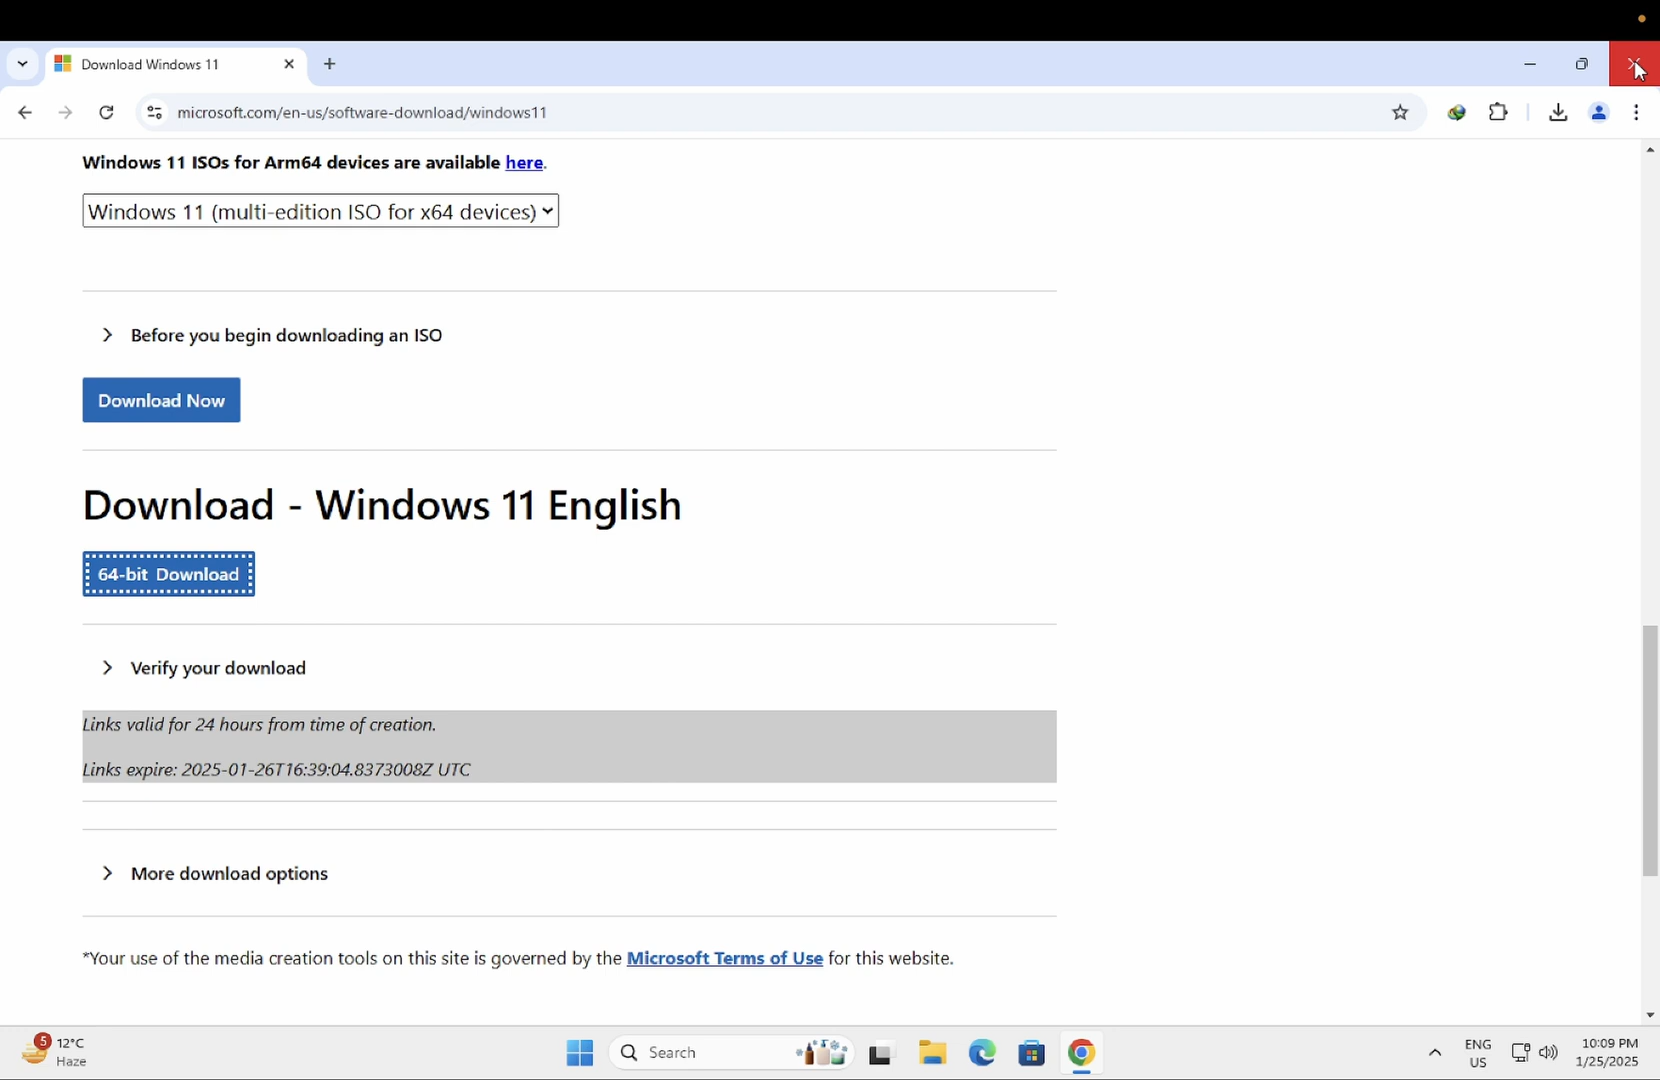 Download Windows 11
microsoft.com/en-us/software-download/windows11
Windows 11 ISOs for Arm64 devices are available here.
Windows 11 (multi-edition ISO for x64 devices)
Before you begin downloading an ISO
Download Now
Download - Windows 11 English
64-bit Download
Verify your download
Links valid for 24 hours from time of creation.
Links expire: 2025-01-26T16:39:04.8373008Z UTC
More download options
*Your use of the media creation tools on this site is governed by the Microsoft Terms of Use for this website.
5
12°C
Haze
Search
ENG
US
10:09 PM
1/25/2025